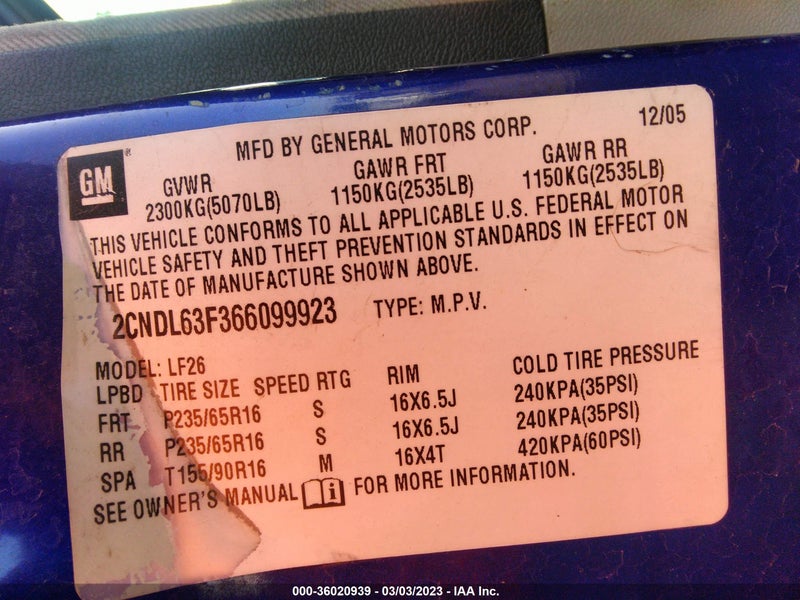 MFD BY GENERAL MOTORS CORP. 12/05
GM
GVWR GAWR FRT GAWR RR
2300KG(5070LB) 1150KG(2535LB) 1150KG(2535LB)
THIS VEHICLE CONFORMS TO ALL APPLICABLE U.S. FEDERAL MOTOR
VEHICLE SAFETY AND THEFT PREVENTION STANDARDS IN EFFECT ON
THE DATE OF MANUFACTURE SHOWN ABOVE.
2CNDL63F366099923 TYPE: M.P.V.
MODEL: LF26
LPBD TIRE SIZE SPEED RTG RIM COLD TIRE PRESSURE
FRT P235/65R16 S 16X6.5J 240KPA(35PSI)
RR P235/65R16 S 16X6.5J 240KPA(35PSI)
SPA T155/90R16 M 16X4T 420KPA(60PSI)
SEE OWNER'S MANUAL i FOR MORE INFORMATION.
000-36020939 - 03/03/2023 - IAA Inc.